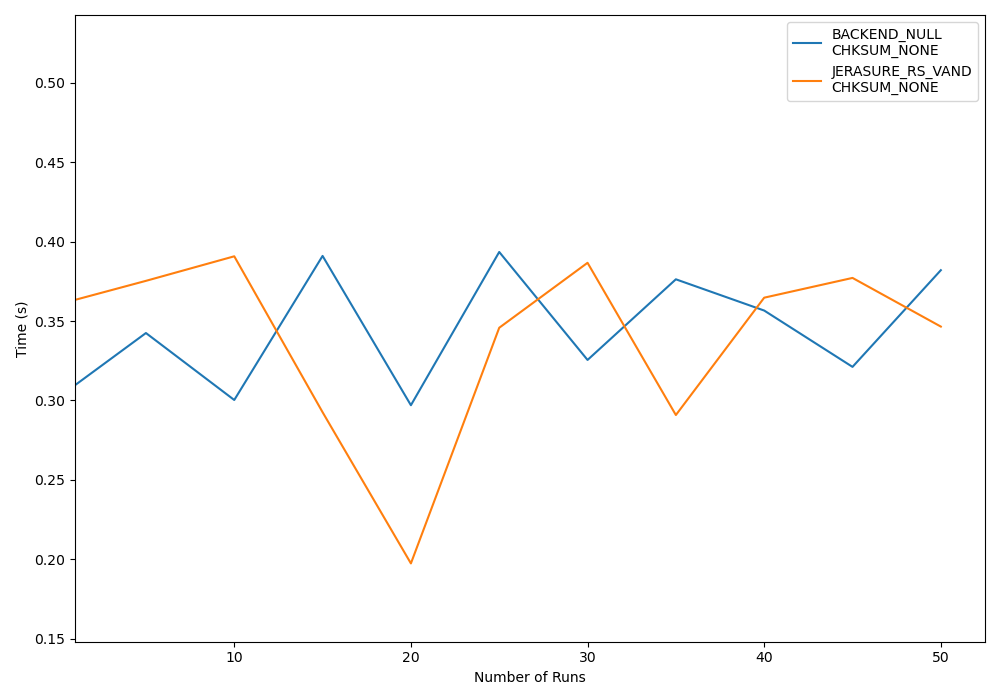 BACKEND_NULL
CHKSUM_NONE
JERASURE_RS_VAND
CHKSUM_NONE
Time (s)
0.50
0.45
0.40
0.35
0.30
0.25
0.20
0.15
10 20 30 40 50
Number of Runs